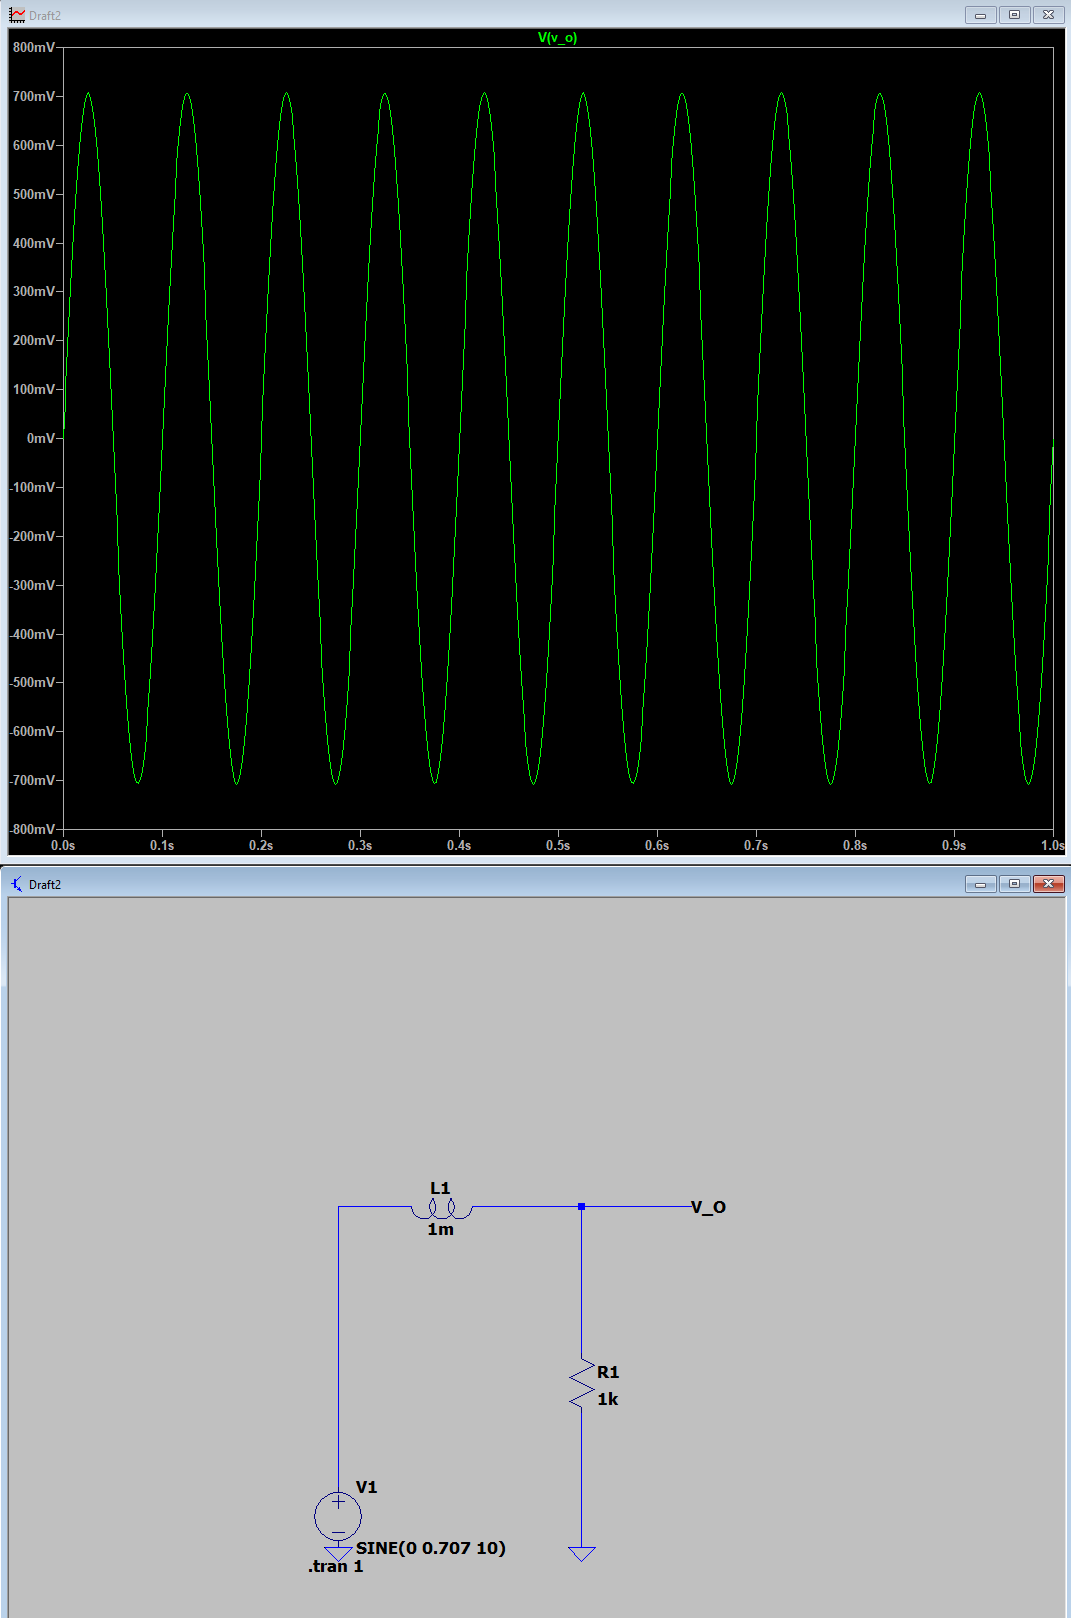 Draft2
V(v_o)
800mV
700mV
600mV
500mV
400mV
300mV
200mV
100mV
0mV
-100mV
-200mV
-300mV
-400mV
-500mV
-600mV
-700mV
-800mV
0.0s 0.1s 0.2s 0.3s 0.4s 0.5s 0.6s 0.7s 0.8s 0.9s 1.0s
Draft2
L1
1m
V_O
R1
1k
V1
SINE(0 0.707 10)
.tran 1